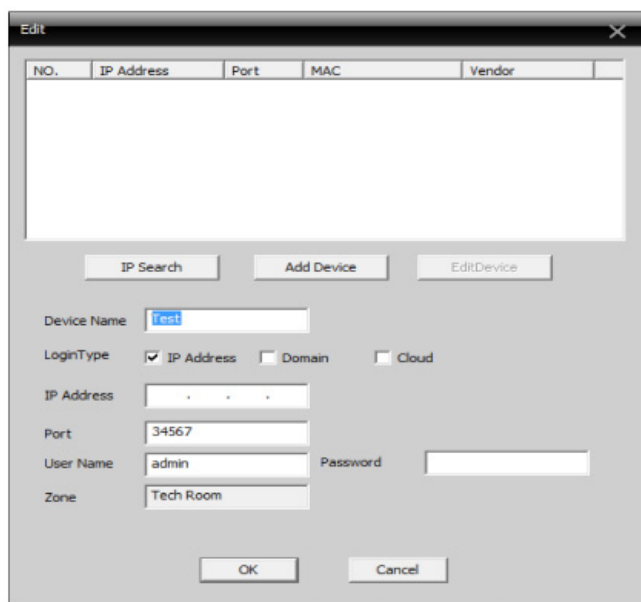 Edit
NO. IP Address Port MAC Vendor
IP Search Add Device EditDevice
Device Name Test
LoginType IP Address Domain Cloud
IP Address . . .
Port 34567
User Name admin Password
Zone Tech Room
OK Cancel